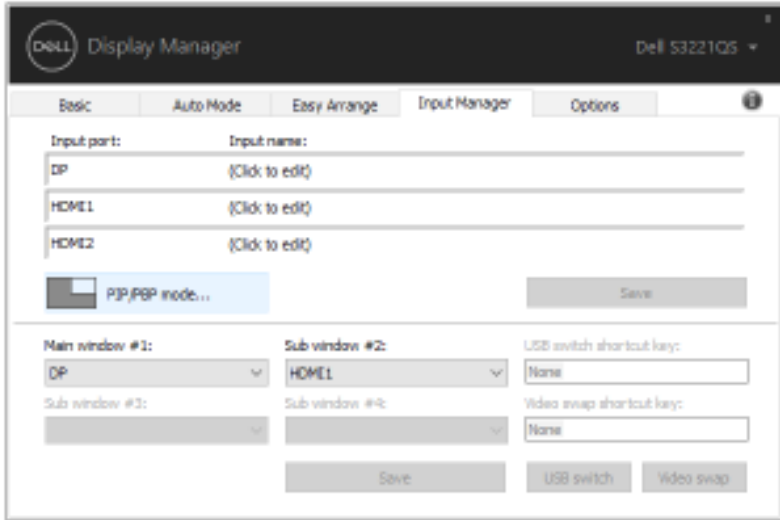 DELL Display Manager Dell S3221QS
Basic Auto Mode Easy Arrange Input Manager Options
Input port: Input name:
DP (Click to edit)
HDMI1 (Click to edit)
HDMI2 (Click to edit)
PIP/PBP mode... Save
Main window #1: Sub window #2: USB switch shortcut key:
DP HDMI1 None
Sub window #3: Sub window #4: Video swap shortcut key:
None
Save USB switch Video swap